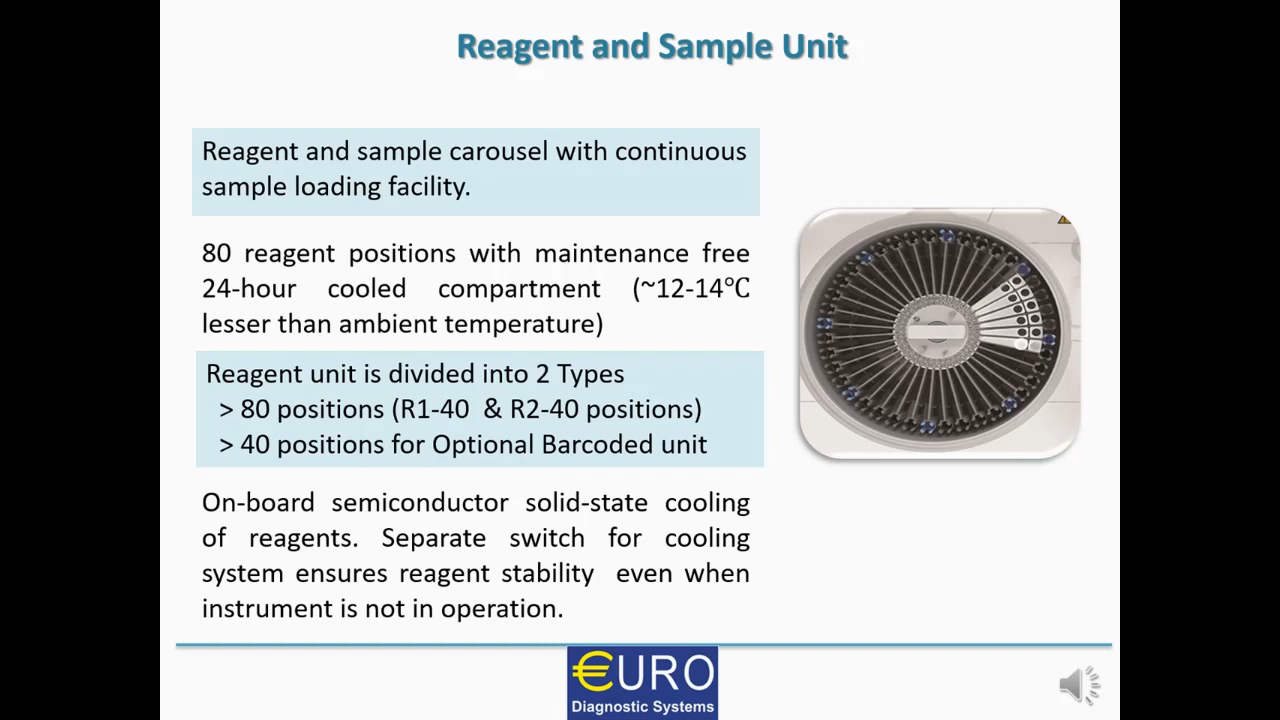 Reagent and Sample Unit
Reagent and sample carousel with continuous
sample loading facility.
80 reagent positions with maintenance free
24-hour cooled compartment (~12-14℃
lesser than ambient temperature)
Reagent unit is divided into 2 Types
> 80 positions (R1-40 & R2-40 positions)
> 40 positions for Optional Barcoded unit
On-board semiconductor solid-state cooling
of reagents. Separate switch for cooling
system ensures reagent stability even when
instrument is not in operation.
€URO
Diagnostic Systems